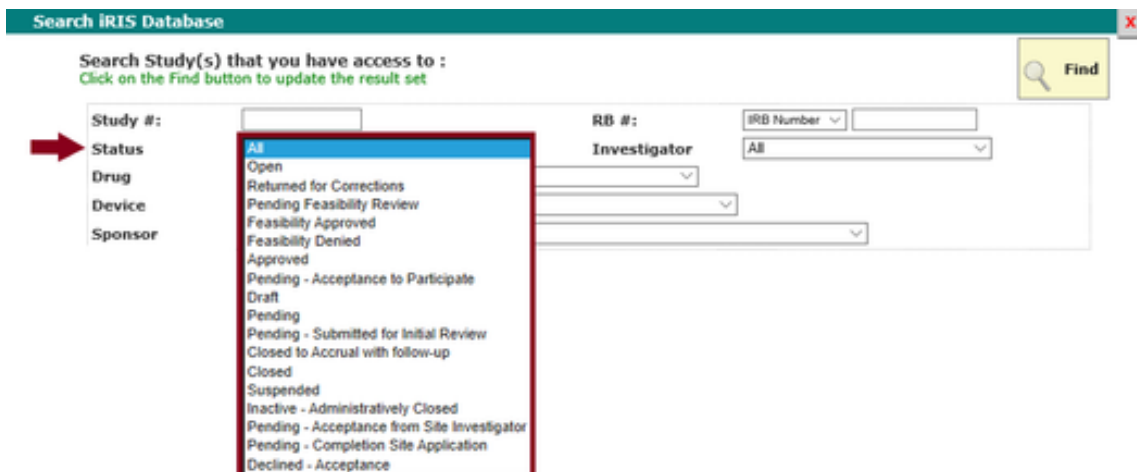 Search iRIS Database
X
Search Study(s) that you have access to :
Click on the Find button to update the result set
Find
Study #:
RB #:
IRB Number
Status
All
Investigator
All
Open
Drug
Returned for Corrections
Pending Feasibility Review
Device
Feasibility Approved
Sponsor
Feasibility Denied
Approved
Pending - Acceptance to Participate
Draft
Pending
Pending - Submitted for Initial Review
Closed to Accrual with follow-up
Closed
Suspended
Inactive - Administratively Closed
Pending - Acceptance from Site Investigator
Pending - Completion Site Application
Declined - Acceptance